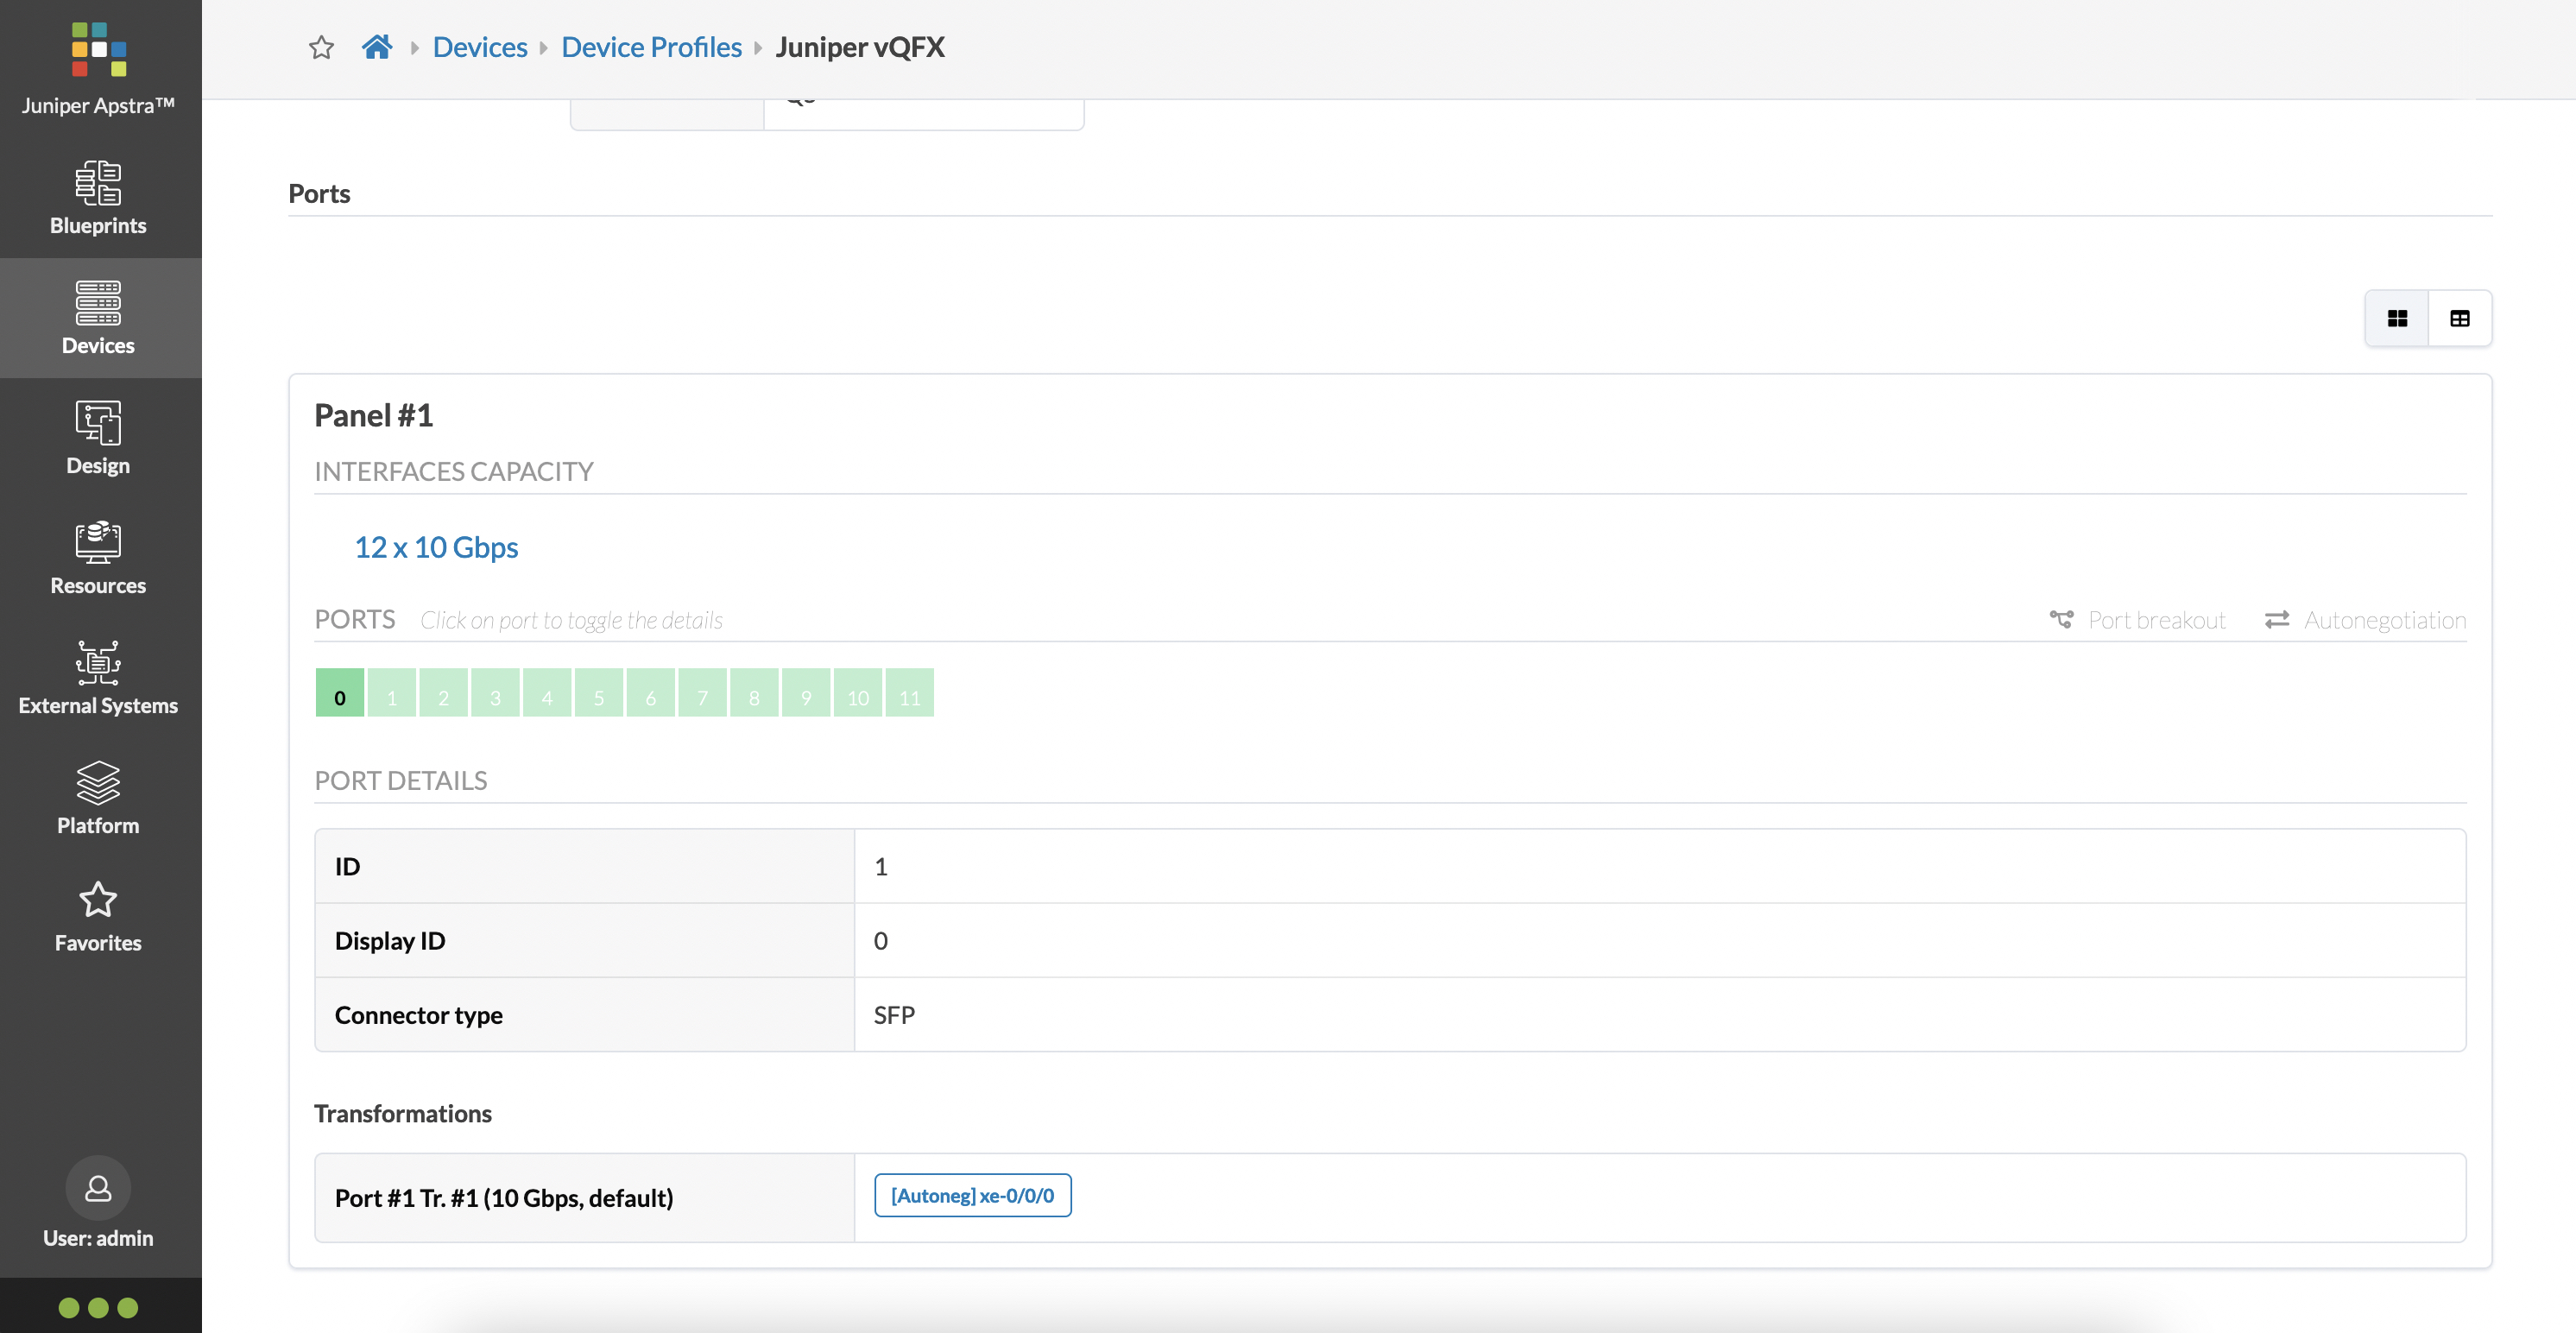 Juniper Apstra™
Blueprints
Devices
Design
Resources
External Systems
Platform
Favorites
User: admin
Devices
Device Profiles
Juniper vQFX
Ports
Panel #1
INTERFACES CAPACITY
12 x 10 Gbps
PORTS Click on port to toggle the details Port breakout Autonegotiation
0 1 2 3 4 5 6 7 8 9 10 11
PORT DETAILS
ID 1
Display ID 0
Connector type SFP
Transformations
Port #1 Tr. #1 (10 Gbps, default) [Autoneg] xe-0/0/0